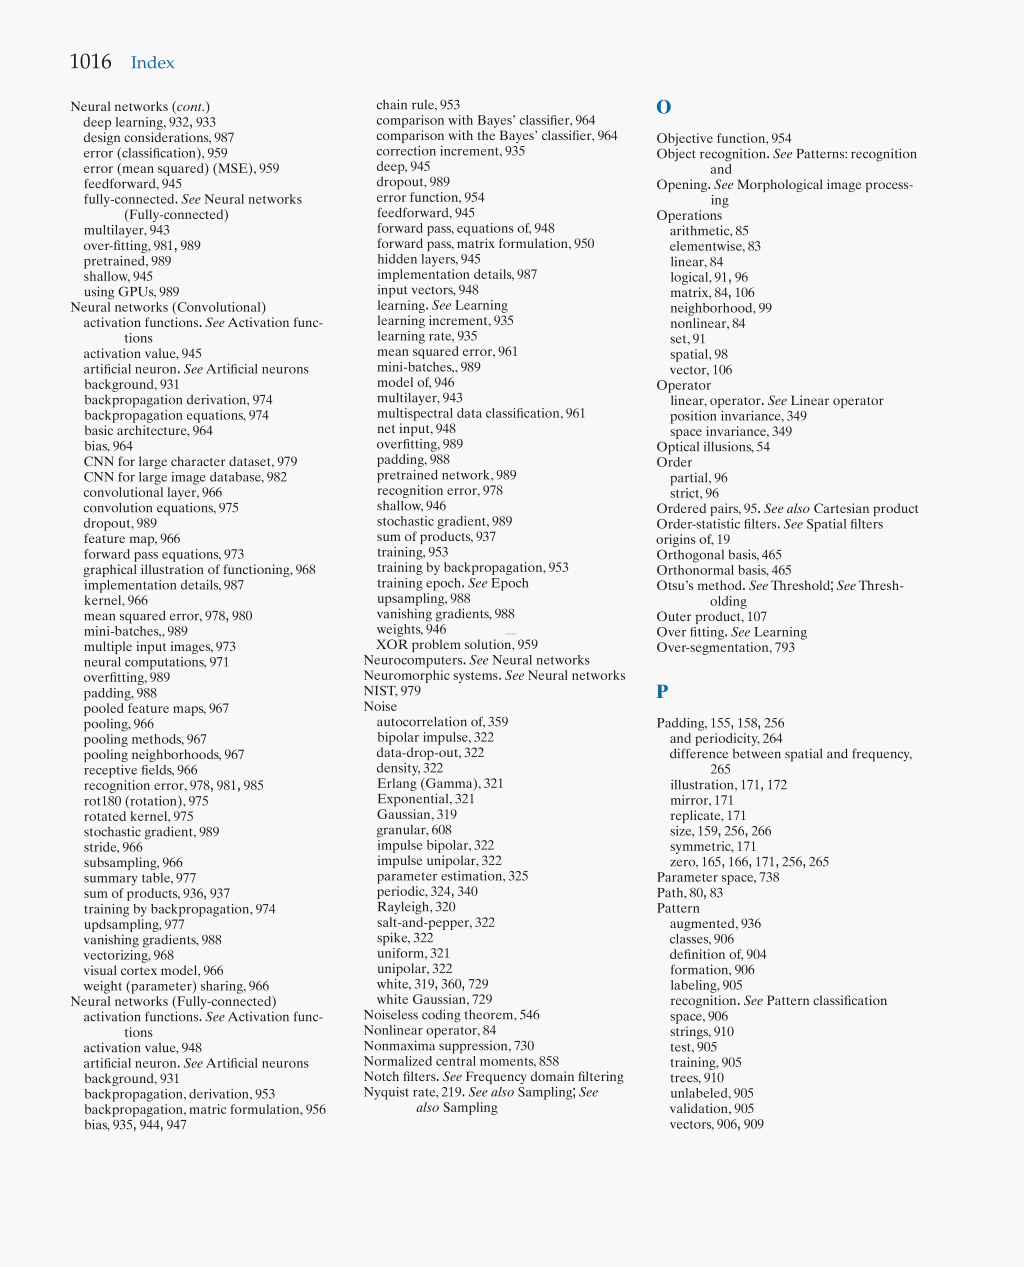 1016 Index
Neural networks (cont.)
deep learning, 932, 933
design considerations, 987
error (classification), 959
error (mean squared) (MSE), 959
feedforward, 945
fully-connected. See Neural networks
(Fully-connected)
multilayer, 943
over-fitting, 981, 989
pretrained, 989
shallow, 945
using GPUs, 989
Neural networks (Convolutional)
activation functions. See Activation func-
tions
activation value, 945
artificial neuron. See Artificial neurons
background, 931
backpropagation derivation, 974
backpropagation equations, 974
basic architecture, 964
bias, 964
CNN for large character dataset, 979
CNN for large image database, 982
convolutional layer, 966
convolution equations, 975
dropout, 989
feature map, 966
forward pass equations, 973
graphical illustration of functioning, 968
implementation details, 987
kernel, 966
mean squared error, 978, 980
mini-batches,, 989
multiple input images, 973
neural computations, 971
overfitting, 989
padding, 988
pooled feature maps, 967
pooling, 966
pooling methods, 967
pooling neighborhoods, 967
receptive fields, 966
recognition error, 978, 981, 985
rot180 (rotation), 975
rotated kernel, 975
stochastic gradient, 989
stride, 966
subsampling, 966
summary table, 977
sum of products, 936, 937
training by backpropagation, 974
updsampling, 977
vanishing gradients, 988
vectorizing, 968
visual cortex model, 966
weight (parameter) sharing, 966
Neural networks (Fully-connected)
activation functions. See Activation func-
tions
activation value, 948
artificial neuron. See Artificial neurons
background, 931
backpropagation, derivation, 953
backpropagation, matric formulation, 956
bias, 935, 944, 947
chain rule, 953
comparison with Bayes' classifier, 964
comparison with the Bayes' classifier, 964
correction increment, 935
deep, 945
dropout, 989
error function, 954
feedforward, 945
forward pass, equations of, 948
forward pass, matrix formulation, 950
hidden layers, 945
implementation details, 987
input vectors, 948
learning. See Learning
learning increment, 935
learning rate, 935
mean squared error, 961
mini-batches,, 989
model of, 946
multilayer, 943
multispectral data classification, 961
net input, 948
overfitting, 989
padding, 988
pretrained network, 989
recognition error, 978
shallow, 946
stochastic gradient, 989
sum of products, 937
training, 953
training by backpropagation, 953
training epoch. See Epoch
upsampling, 988
vanishing gradients, 988
weights, 946
XOR problem solution, 959
Neurocomputers. See Neural networks
Neuromorphic systems. See Neural networks
NIST, 979
Noise
autocorrelation of, 359
bipolar impulse, 322
data-drop-out, 322
density, 322
Erlang (Gamma), 321
Exponential, 321
Gaussian, 319
granular, 608
impulse bipolar, 322
impulse unipolar, 322
parameter estimation, 325
periodic, 324, 340
Rayleigh, 320
salt-and-pepper, 322
spike, 322
uniform, 321
unipolar, 322
white, 319, 360, 729
white Gaussian, 729
Noiseless coding theorem, 546
Nonlinear operator, 84
Nonmaxima suppression, 730
Normalized central moments, 858
Notch filters. See Frequency domain filtering
Nyquist rate, 219. See also Sampling; See
also Sampling
O
Objective function, 954
Object recognition. See Patterns: recognition
and
Opening. See Morphological image process-
ing
Operations
arithmetic, 85
elementwise, 83
linear, 84
logical, 91, 96
matrix, 84, 106
neighborhood, 99
nonlinear, 84
set, 91
spatial, 98
vector, 106
Operator
linear, operator. See Linear operator
position invariance, 349
space invariance, 349
Optical illusions, 54
Order
partial, 96
strict, 96
Ordered pairs, 95. See also Cartesian product
Order-statistic filters. See Spatial filters
origins of, 19
Orthogonal basis, 465
Orthonormal basis, 465
Otsu's method. See Threshold; See Thresh-
olding
Outer product, 107
Over fitting. See Learning
Over-segmentation, 793
P
Padding, 155, 158, 256
and periodicity, 264
difference between spatial and frequency,
265
illustration, 171, 172
mirror, 171
replicate, 171
size, 159, 256, 266
symmetric, 171
zero, 165, 166, 171, 256, 265
Parameter space, 738
Path, 80, 83
Pattern
augmented, 936
classes, 906
definition of, 904
formation, 906
labeling, 905
recognition. See Pattern classification
space, 906
strings, 910
test, 905
training, 905
trees, 910
unlabeled, 905
validation, 905
vectors, 906, 909